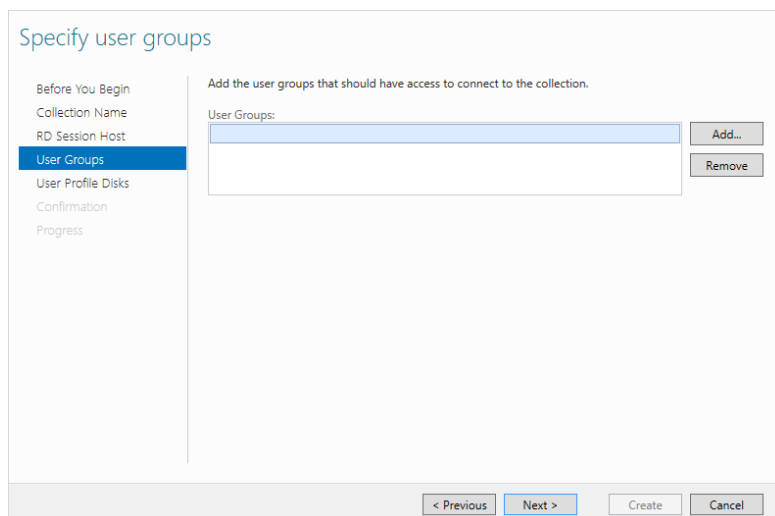 Specify user groups
Before You Begin
Collection Name
RD Session Host
User Groups
User Profile Disks
Confirmation
Progress
Add the user groups that should have access to connect to the collection.
User Groups:
Add...
Remove
< Previous
Next >
Create
Cancel